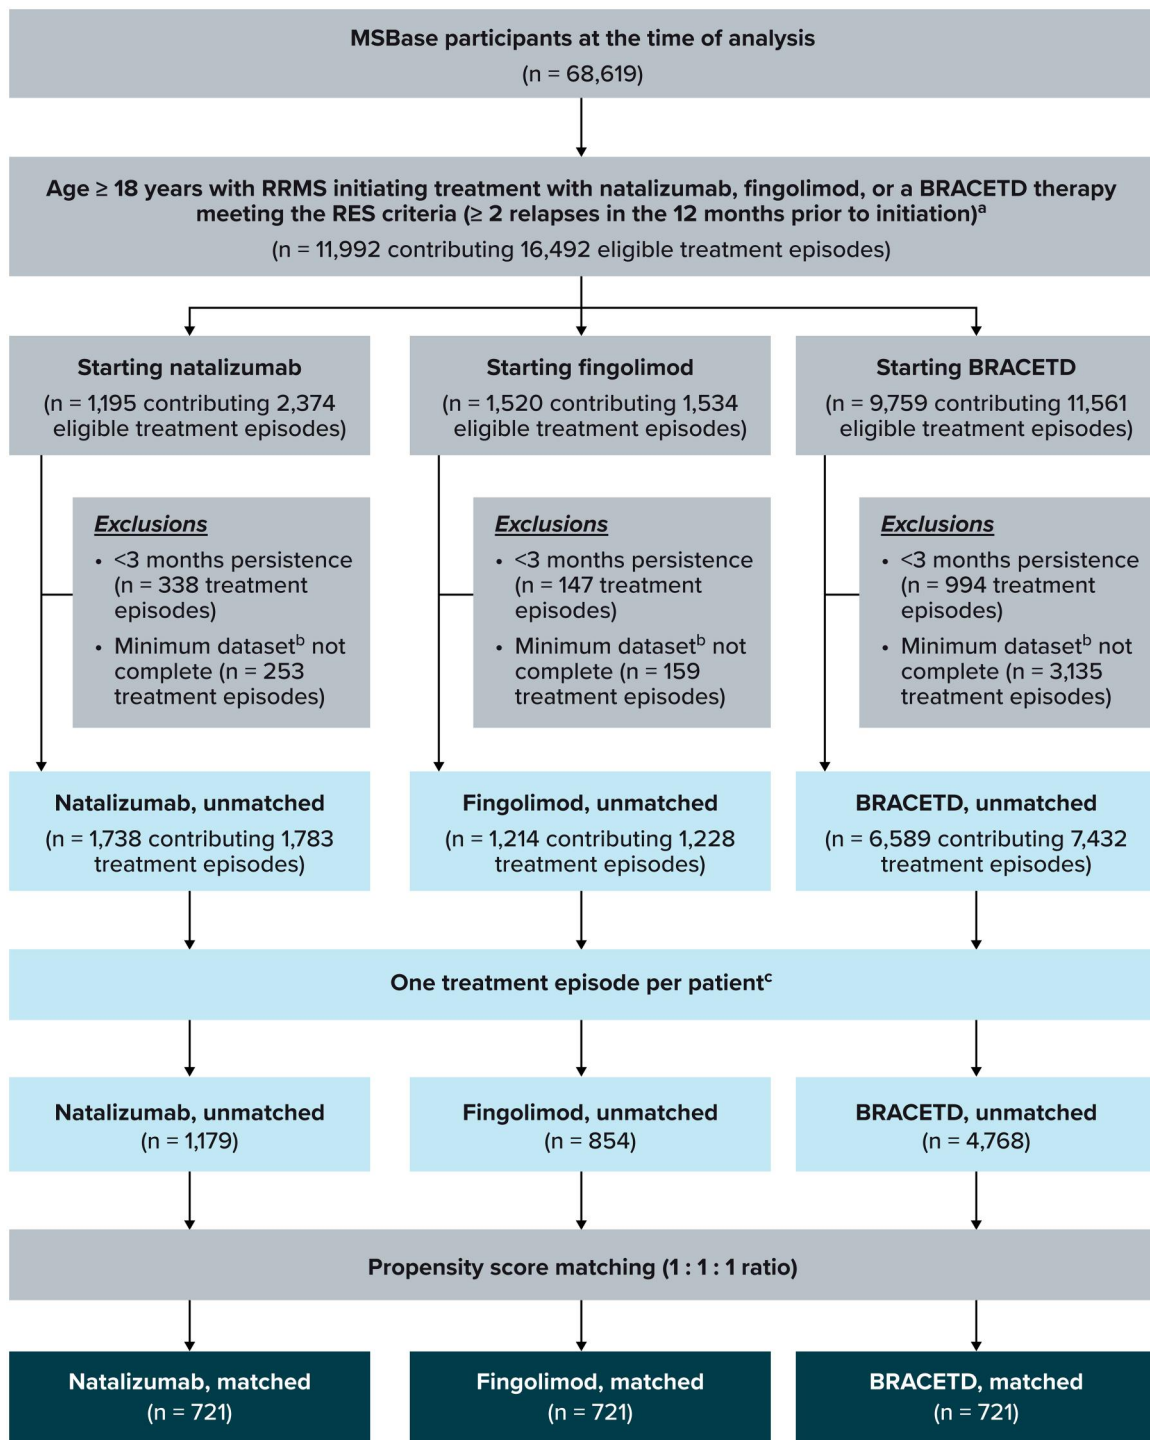 MSBase participants at the time of analysis
(n = 68,619)
Age ≥ 18 years with RRMS initiating treatment with natalizumab, fingolimod, or a BRACETD therapy
meeting the RES criteria (≥ 2 relapses in the 12 months prior to initiation)ᵃ
(n = 11,992 contributing 16,492 eligible treatment episodes)
Starting natalizumab
(n = 1,195 contributing 2,374
eligible treatment episodes)
Starting fingolimod
(n = 1,520 contributing 1,534
eligible treatment episodes)
Starting BRACETD
(n = 9,759 contributing 11,561
eligible treatment episodes)
Exclusions
• <3 months persistence
(n = 338 treatment
episodes)
• Minimum datasetᵇ not
complete (n = 253
treatment episodes)
Exclusions
• <3 months persistence
(n = 147 treatment
episodes)
• Minimum datasetᵇ not
complete (n = 159
treatment episodes)
Exclusions
• <3 months persistence
(n = 994 treatment
episodes)
• Minimum datasetᵇ not
complete (n = 3,135
treatment episodes)
Natalizumab, unmatched
(n = 1,738 contributing 1,783
treatment episodes)
Fingolimod, unmatched
(n = 1,214 contributing 1,228
treatment episodes)
BRACETD, unmatched
(n = 6,589 contributing 7,432
treatment episodes)
One treatment episode per patientᶜ
Natalizumab, unmatched
(n = 1,179)
Fingolimod, unmatched
(n = 854)
BRACETD, unmatched
(n = 4,768)
Propensity score matching (1 : 1 : 1 ratio)
Natalizumab, matched
(n = 721)
Fingolimod, matched
(n = 721)
BRACETD, matched
(n = 721)